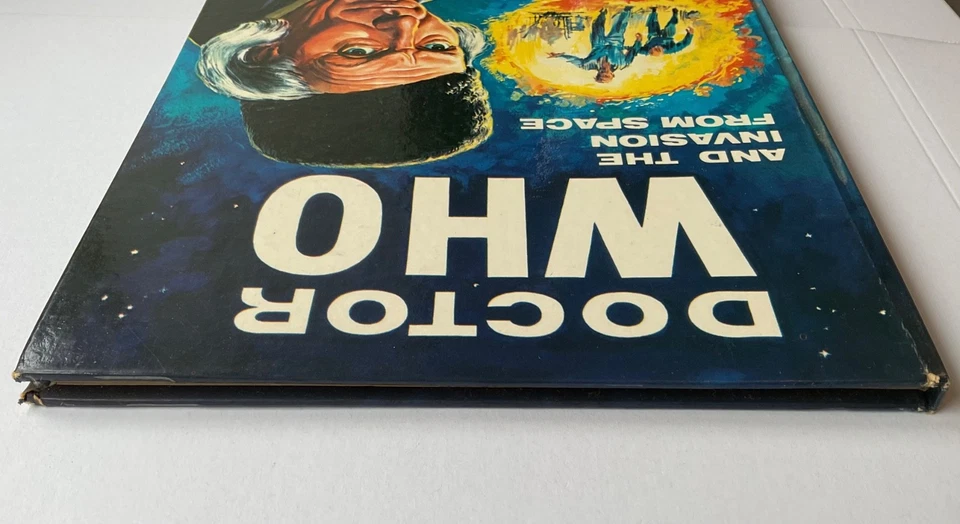 DOCTOR
WHO
AND THE
INVASION
FROM SPACE